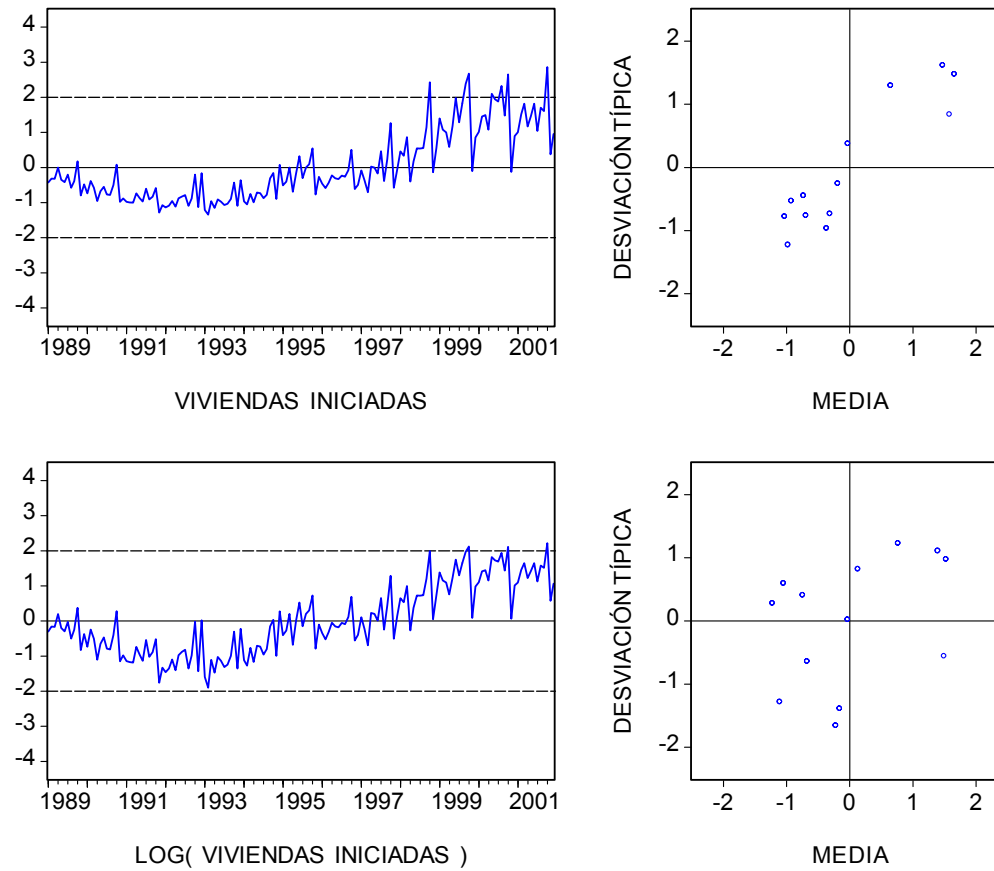 4
3
2
1
0
-1
-2
-3
-4
1989 1991 1993 1995 1997 1999 2001
VIVIENDAS INICIADAS
DESVIACIÓN TÍPICA
2
1
0
-1
-2
-2 -1 0 1 2
MEDIA
4
3
2
1
0
-1
-2
-3
-4
1989 1991 1993 1995 1997 1999 2001
LOG( VIVIENDAS INICIADAS )
DESVIACIÓN TÍPICA
2
1
0
-1
-2
-2 -1 0 1 2
MEDIA